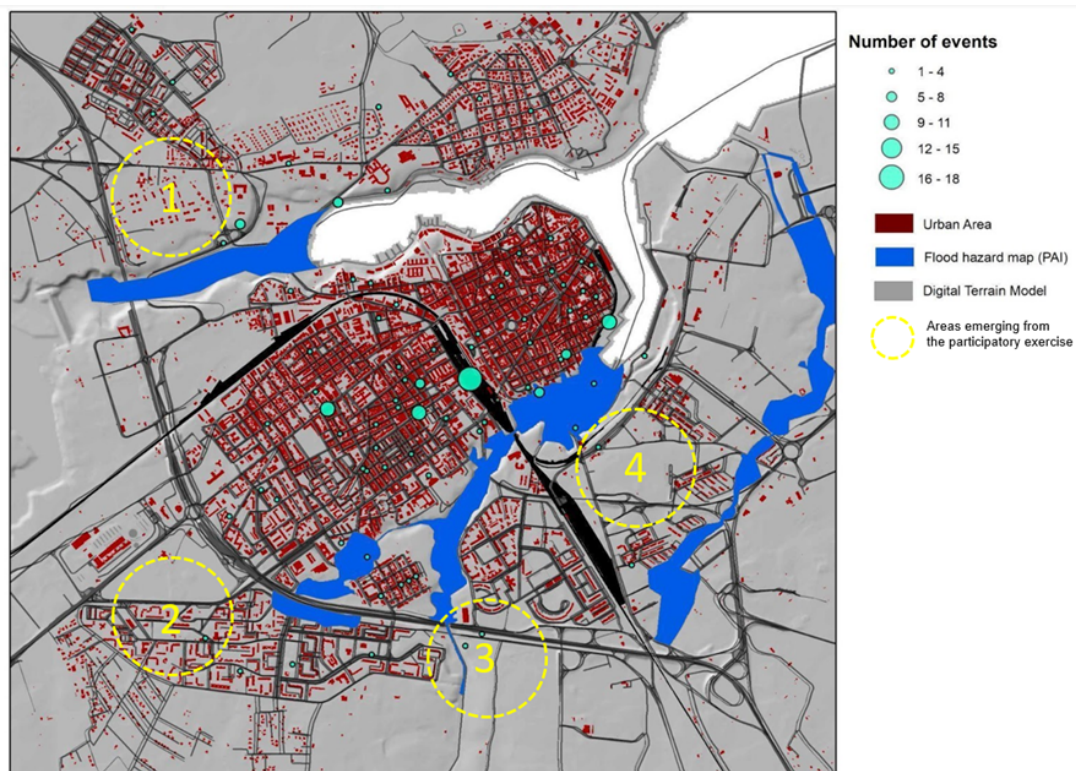 Number of events
1 - 4
5 - 8
9 - 11
12 - 15
16 - 18
Urban Area
Flood hazard map (PAI)
Digital Terrain Model
Areas emerging from
the participatory exercise
1
4
2
3